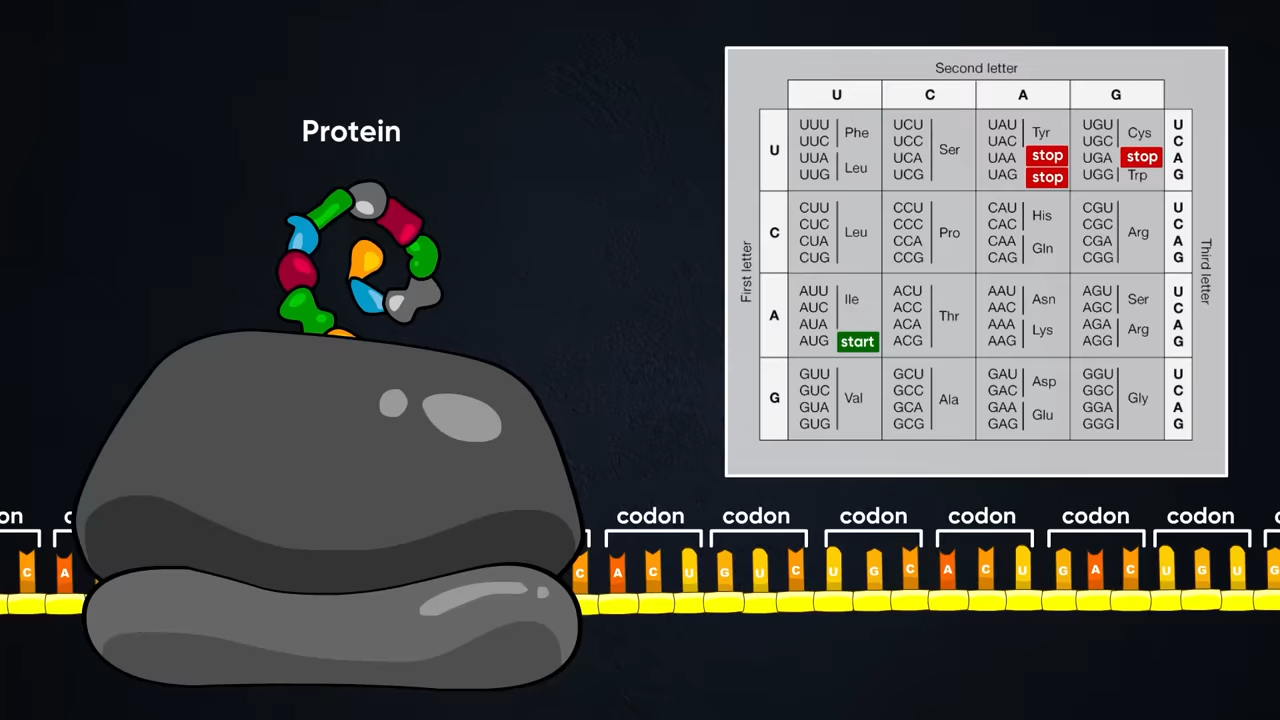 Protein
Second letter
U C A G
First letter
Third letter
U
UUU
UUC
UUA
UUG
Phe
Leu
UCU
UCC
UCA
UCG
Ser
UAU
UAC
UAA
UAG
Tyr
stop
stop
UGU
UGC
UGA
UGG
Cys
stop
Trp
U
C
A
G
C
CUU
CUC
CUA
CUG
Leu
CCU
CCC
CCA
CCG
Pro
CAU
CAC
CAA
CAG
His
Gln
CGU
CGC
CGA
CGG
Arg
U
C
A
G
A
AUU
AUC
AUA
AUG
Ile
start
ACU
ACC
ACA
ACG
Thr
AAU
AAC
AAA
AAG
Asn
Lys
AGU
AGC
AGA
AGG
Ser
Arg
U
C
A
G
G
GUU
GUC
GUA
GUG
Val
GCU
GCC
GCA
GCG
Ala
GAU
GAC
GAA
GAG
Asp
Glu
GGU
GGC
GGA
GGG
Gly
U
C
A
G
on c codon codon codon codon codon codon c
C A C A C U G U C U G C A C U G A C U G U G